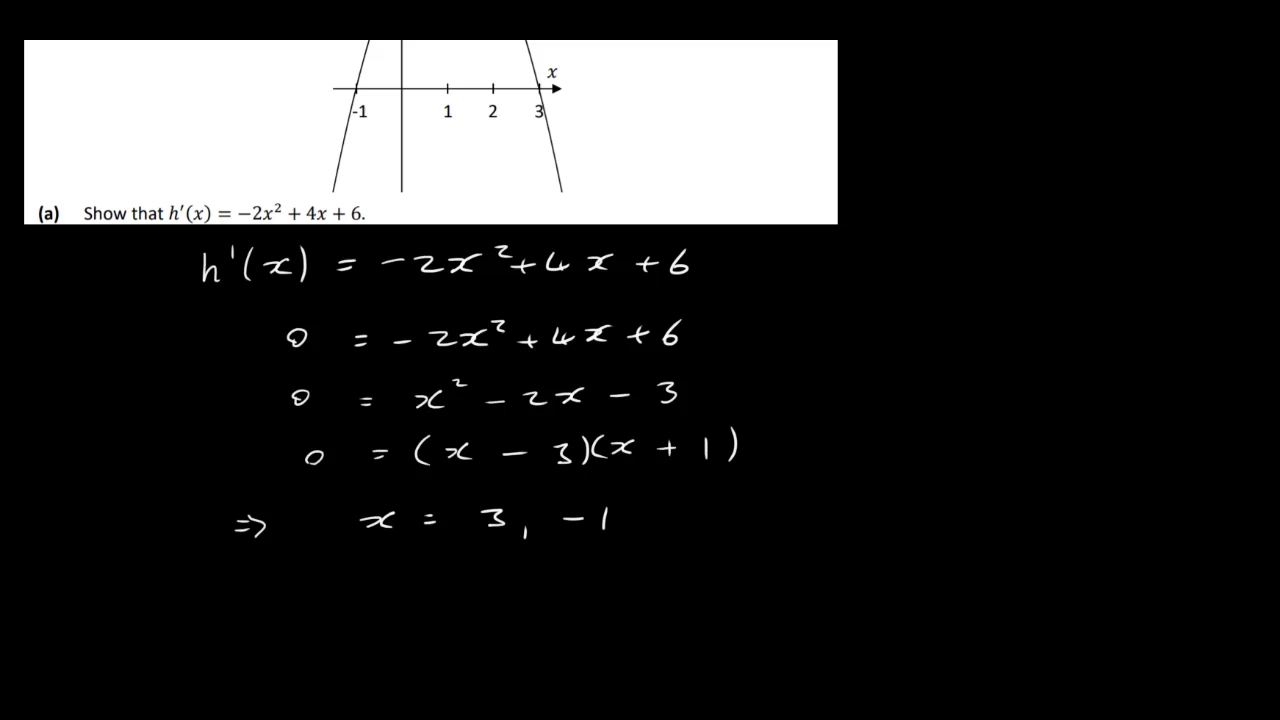 x
-1 1 2 3
(a) Show that h′(x) = −2x² + 4x + 6.
h'(x) = -2x² + 4x + 6
0 = -2x² + 4x + 6
0 = x² - 2x - 3
0 = (x - 3)(x + 1)
⇒ x = 3, -1